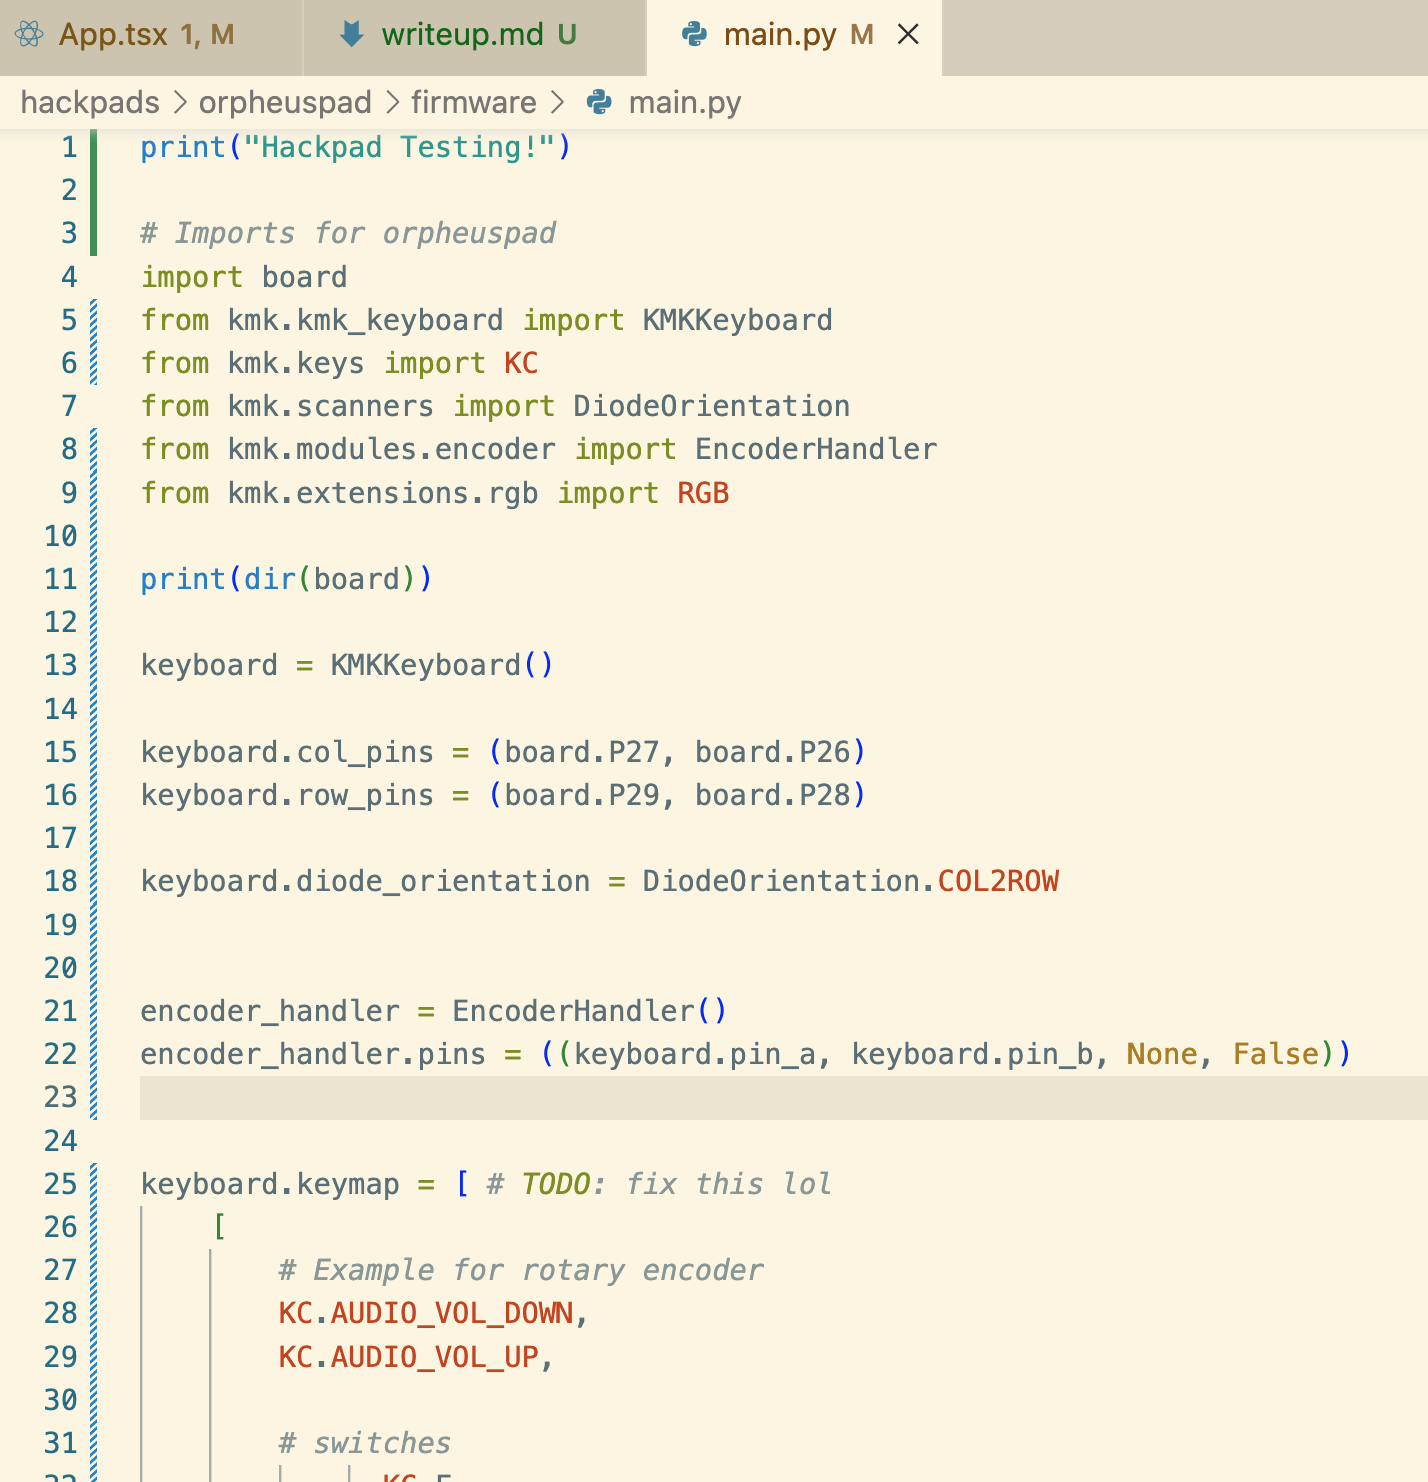 App.tsx 1, M
writeup.md U
main.py M
hackpads > orpheuspad > firmware > main.py
1 print("Hackpad Testing!")
2
3 # Imports for orpheuspad
4 import board
5 from kmk.kmk_keyboard import KMKKeyboard
6 from kmk.keys import KC
7 from kmk.scanners import DiodeOrientation
8 from kmk.modules.encoder import EncoderHandler
9 from kmk.extensions.rgb import RGB
10
11 print(dir(board))
12
13 keyboard = KMKKeyboard()
14
15 keyboard.col_pins = (board.P27, board.P26)
16 keyboard.row_pins = (board.P29, board.P28)
17
18 keyboard.diode_orientation = DiodeOrientation.COL2ROW
19
20
21 encoder_handler = EncoderHandler()
22 encoder_handler.pins = ((keyboard.pin_a, keyboard.pin_b, None, False))
23
24
25 keyboard.keymap = [ # TODO: fix this lol
26 [
27 # Example for rotary encoder
28 KC.AUDIO_VOL_DOWN,
29 KC.AUDIO_VOL_UP,
30
31 # switches